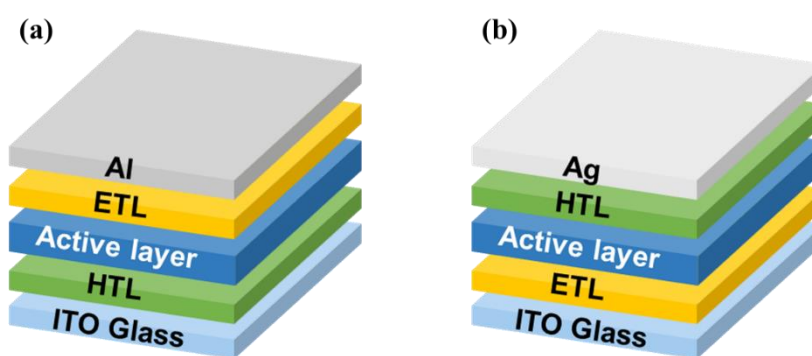 (a)
Al
ETL
Active layer
HTL
ITO Glass
(b)
Ag
HTL
Active layer
ETL
ITO Glass